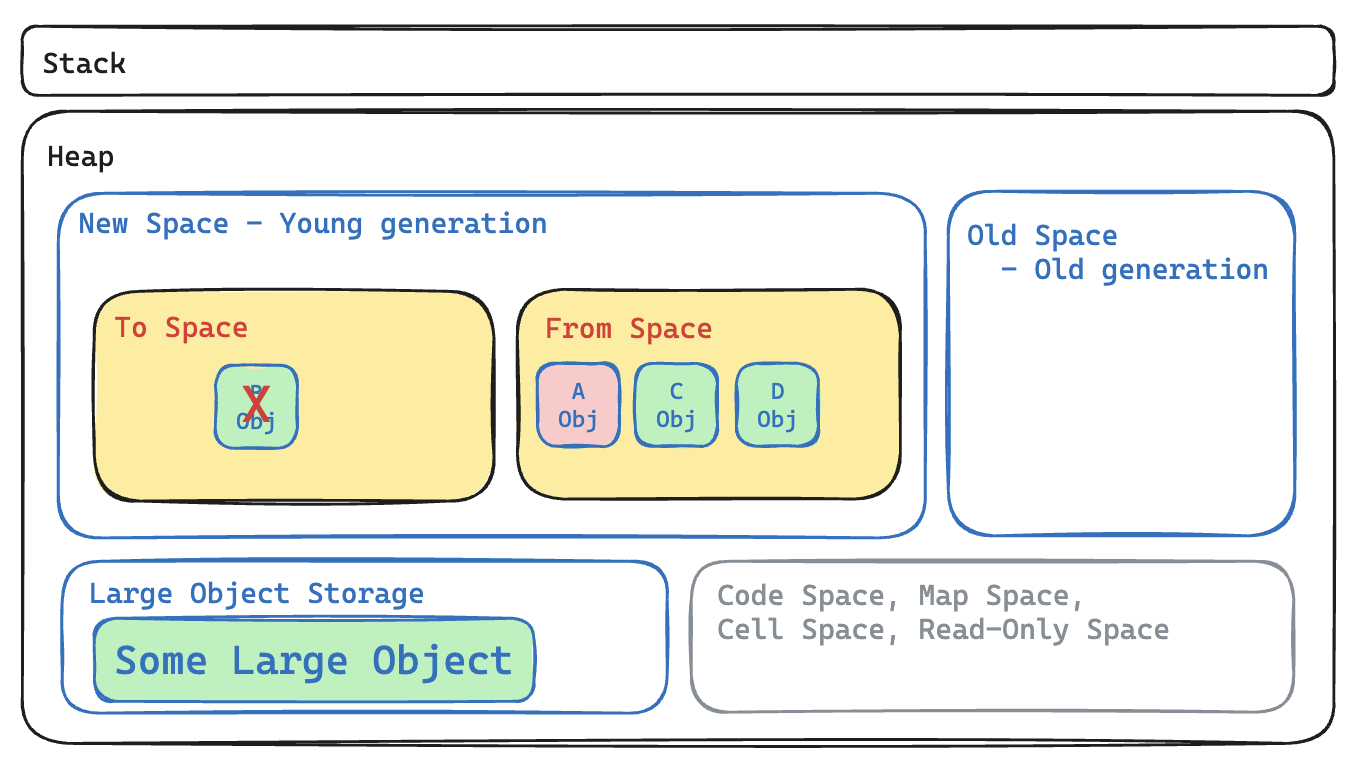 Stack
Heap
New Space - Young generation
Old Space
- Old generation
To Space
From Space
B
Obj
X
A
Obj
C
Obj
D
Obj
Large Object Storage
Some Large Object
Code Space, Map Space,
Cell Space, Read-Only Space